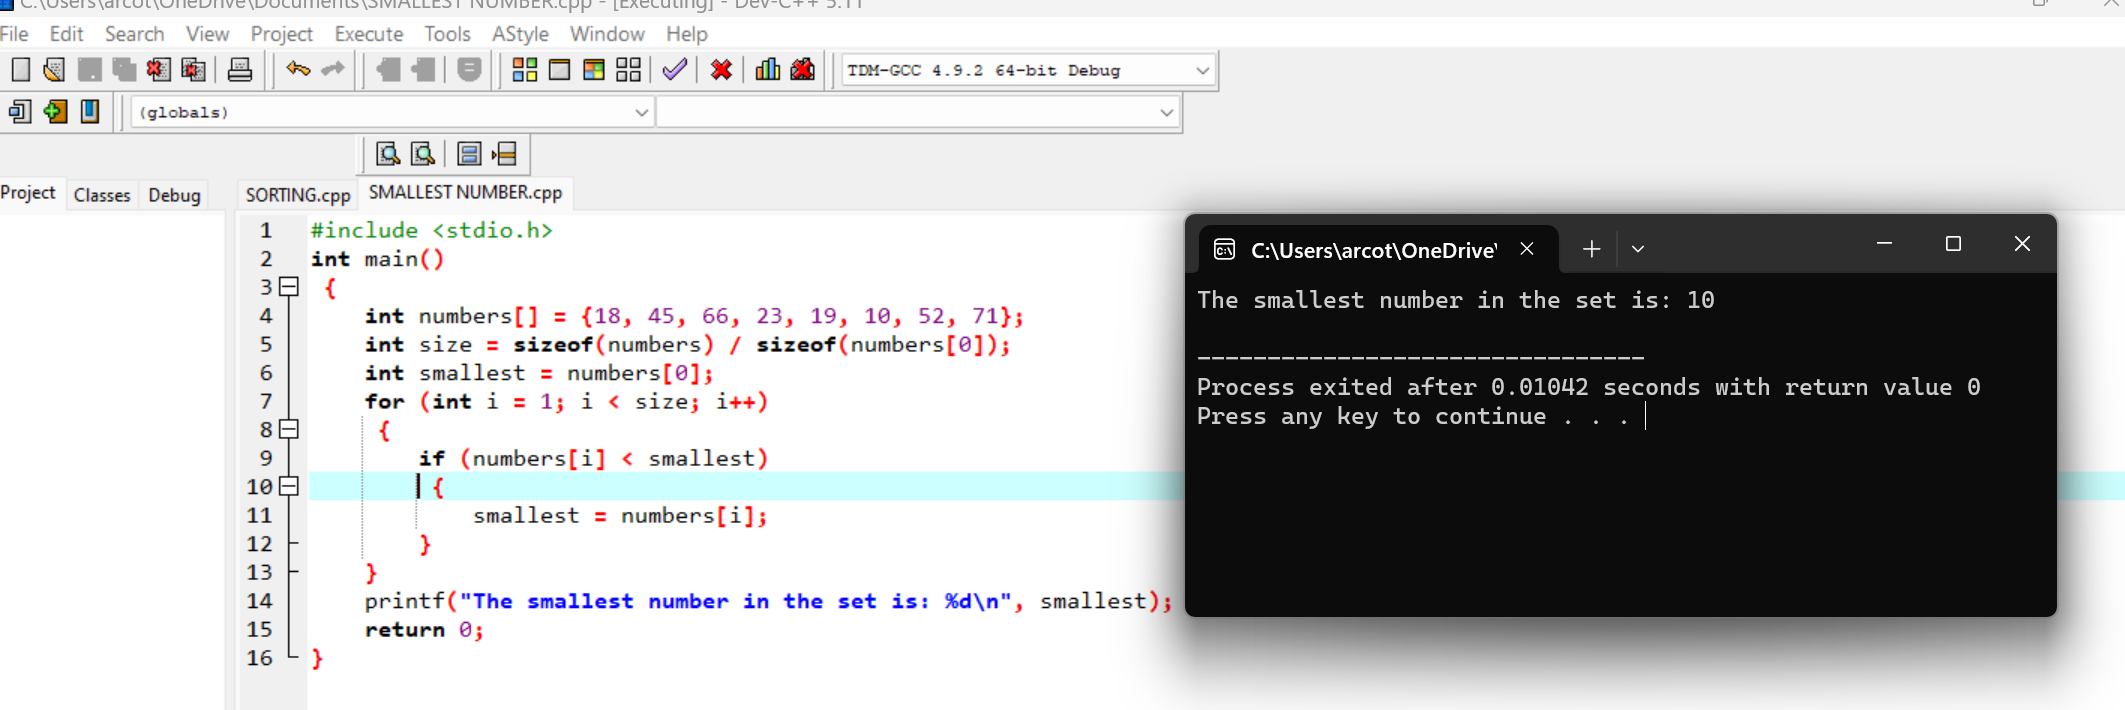 C:\Users\arcot\OneDrive\Documents\SMALLEST NUMBER.cpp - [Executing] - Dev-C++ 5.11
File Edit Search View Project Execute Tools AStyle Window Help
TDM-GCC 4.9.2 64-bit Debug
(globals)
Project Classes Debug
SORTING.cpp SMALLEST NUMBER.cpp
1 #include <stdio.h>
2 int main()
3 {
4 int numbers[] = {18, 45, 66, 23, 19, 10, 52, 71};
5 int size = sizeof(numbers) / sizeof(numbers[0]);
6 int smallest = numbers[0];
7 for (int i = 1; i < size; i++)
8 {
9 if (numbers[i] < smallest)
10 {
11 smallest = numbers[i];
12 }
13 }
14 printf("The smallest number in the set is: %d\n", smallest);
15 return 0;
16 }
C:\Users\arcot\OneDrive\
The smallest number in the set is: 10
--------------------------------
Process exited after 0.01042 seconds with return value 0
Press any key to continue . . .